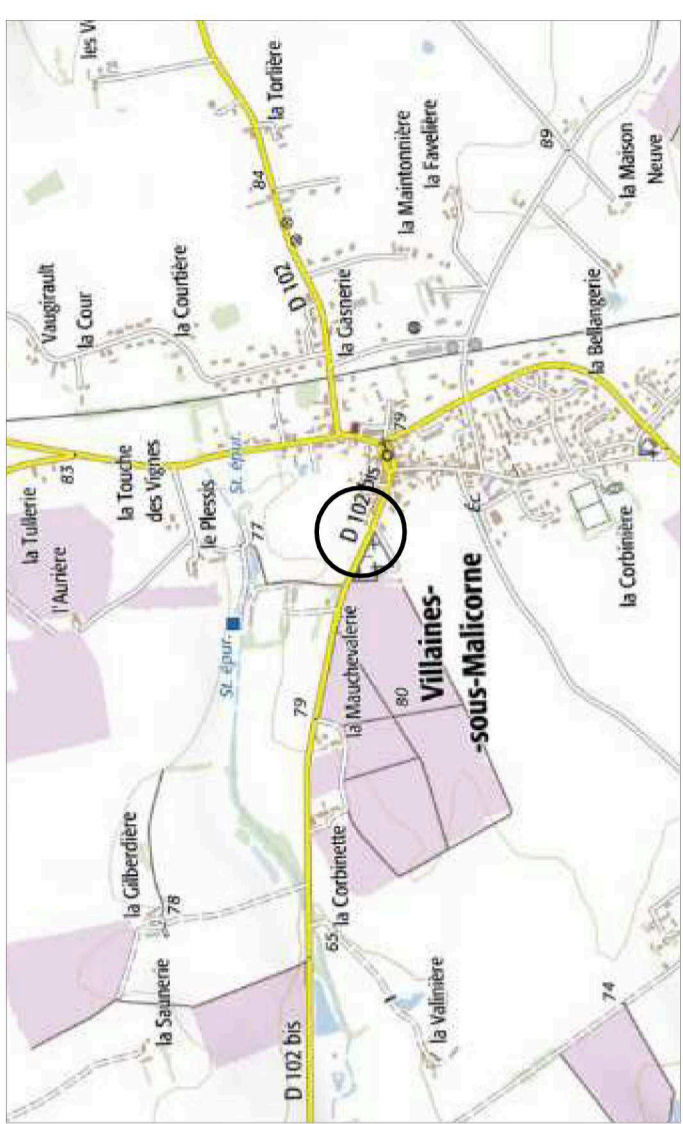 les V
la Torlière
84
D 102
la Maintonnière
la Favelière
89
la Maison
Neuve
Vaugirault
la Cour
la Courtière
la Gasnerie
la Bellangerie
79
83
la Touche
des Vignes
St. épur.
la Tullerie
l'Aurière
le Plessis
77
D 102 bis
Éc.
la Corbinière
St. épur.
79
la Mauchevalerie
80
Villaines-
-sous-Malicorne
la Gilberdière
78
la Saunerie
65
la Corbinette
la Valinière
74
D 102 bis